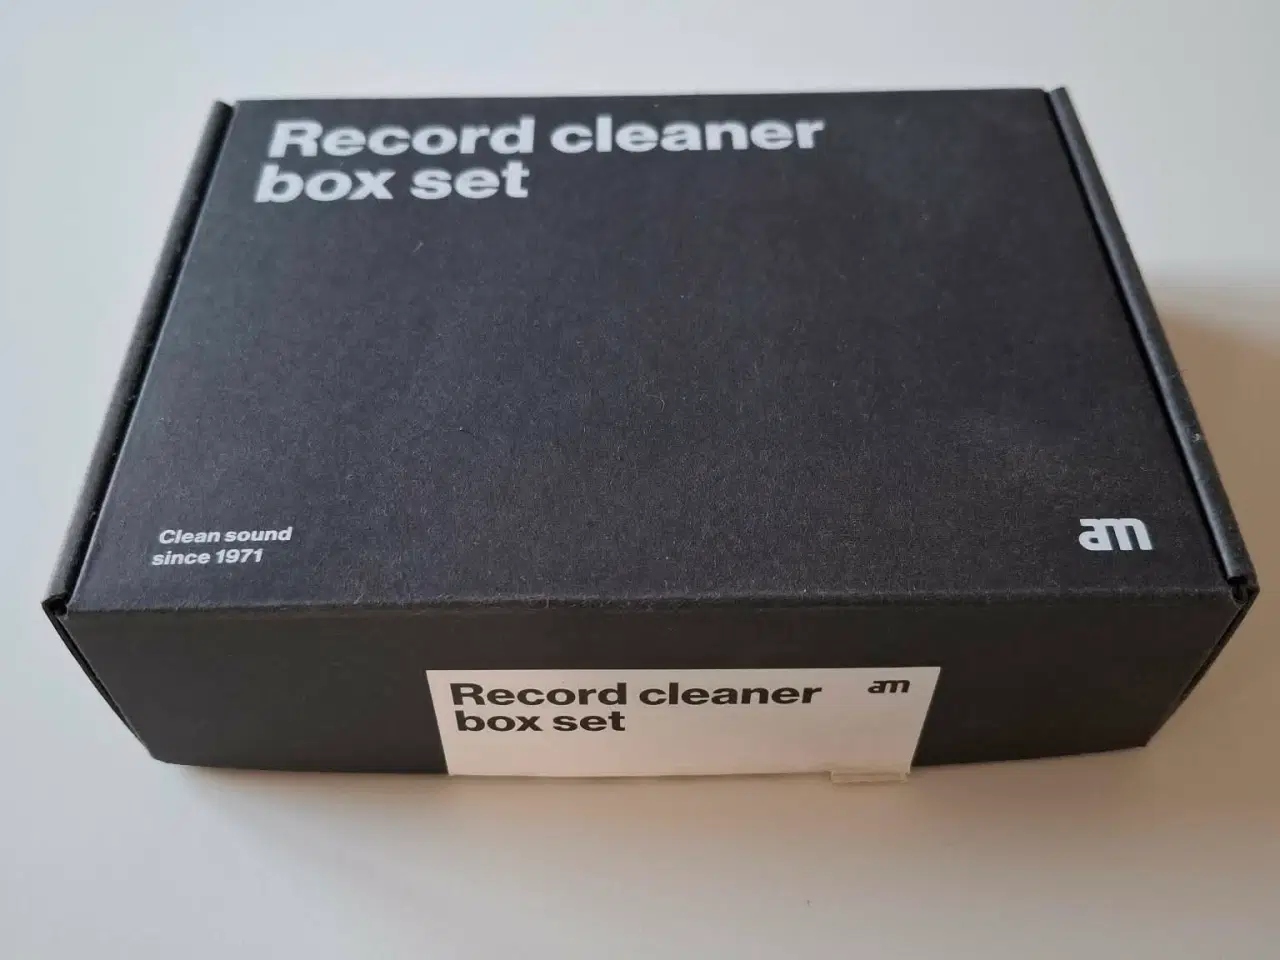 Record cleaner
box set
Clean sound
since 1971
am
Record cleaner
box set
am